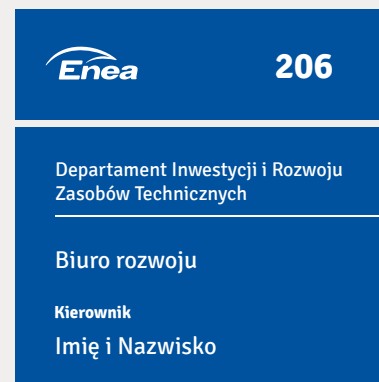 Enea
206
Departament Inwestycji i Rozwoju
Zasobów Technicznych
Biuro rozwoju
Kierownik
Imię i Nazwisko